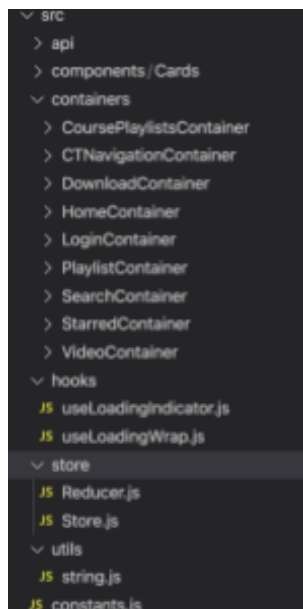 src
api
components/Cards
containers
CoursePlaylistsContainer
CTNavigationContainer
DownloadContainer
HomeContainer
LoginContainer
PlaylistContainer
SearchContainer
StarredContainer
VideoContainer
hooks
JS useLoadingIndicator.js
JS useLoadingWrap.js
store
JS Reducer.js
JS Store.js
utils
JS string.js
JS constants.js